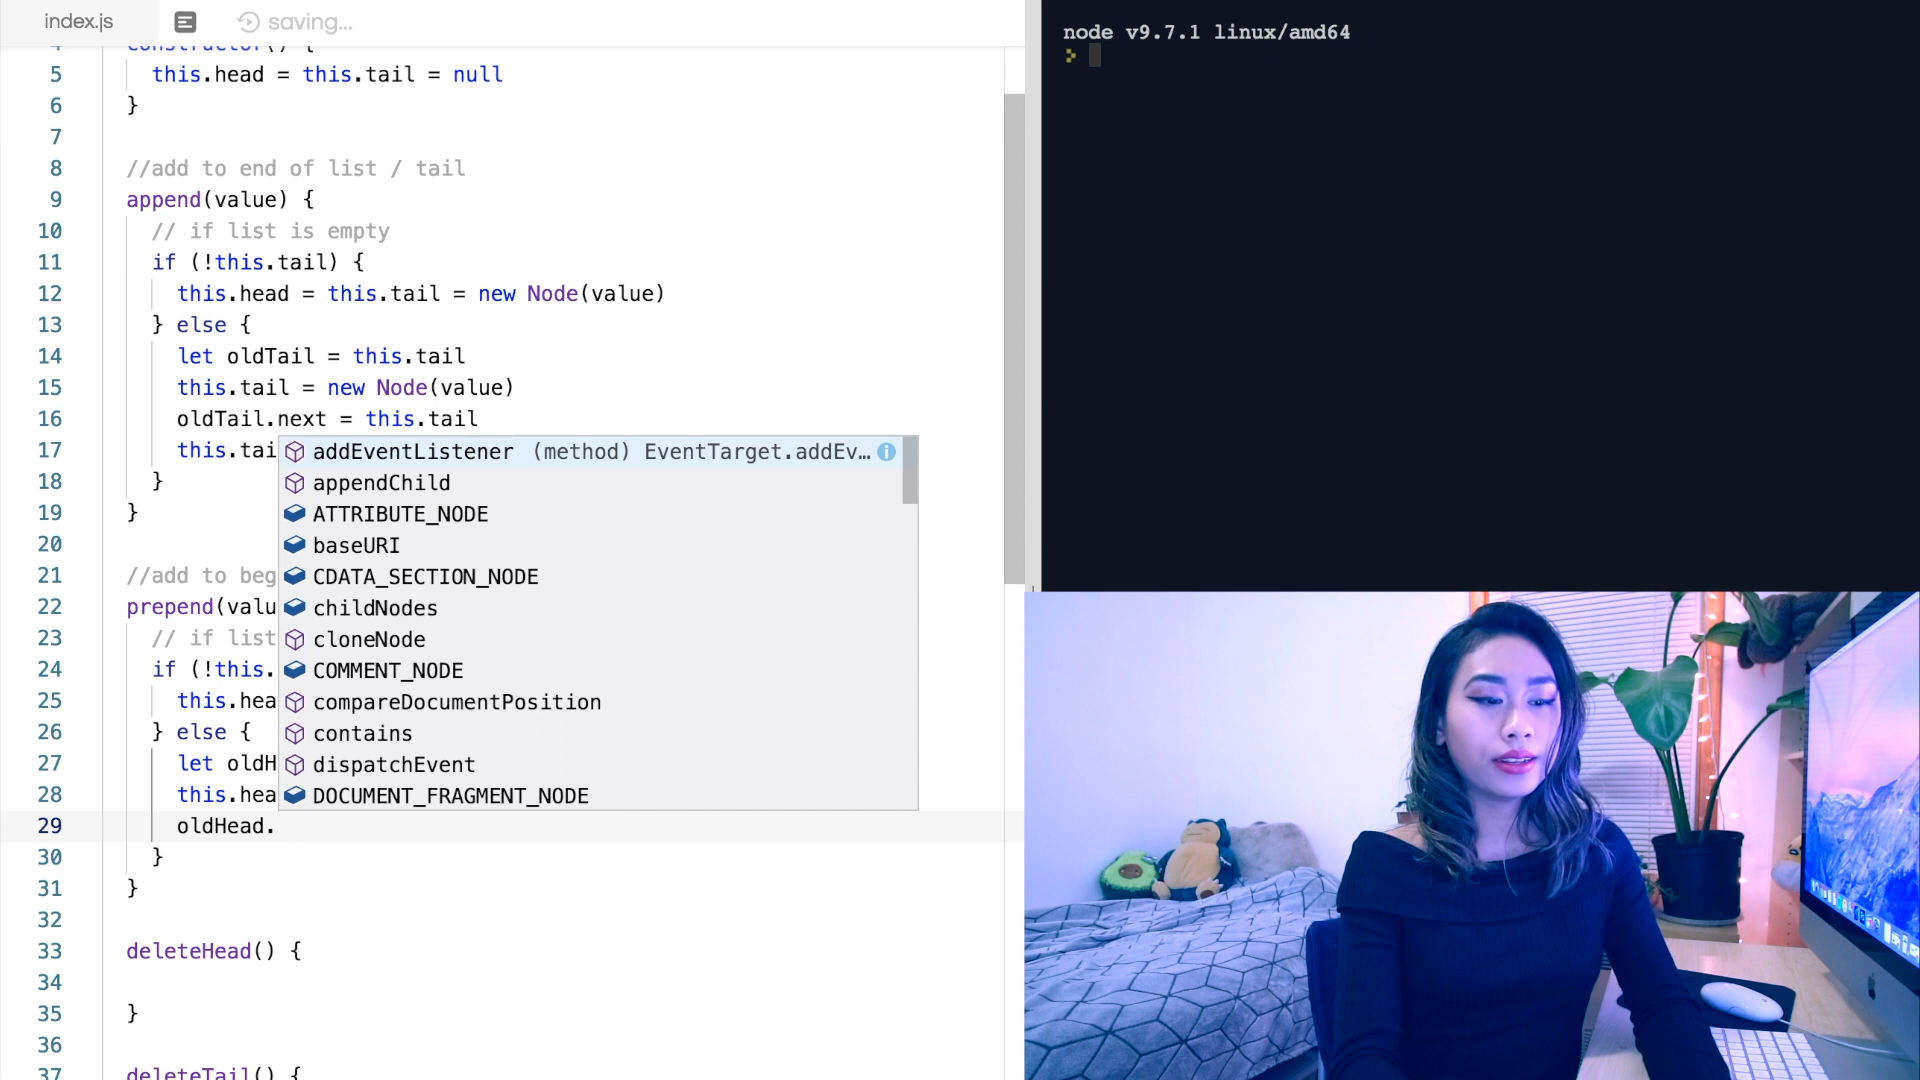 index.js
saving...
4 constructor() {
5 this.head = this.tail = null
6 }
7
8 //add to end of list / tail
9 append(value) {
10 // if list is empty
11 if (!this.tail) {
12 this.head = this.tail = new Node(value)
13 } else {
14 let oldTail = this.tail
15 this.tail = new Node(value)
16 oldTail.next = this.tail
17 this.tai
18 }
19 }
20
21 //add to beg
22 prepend(valu
23 // if list
24 if (!this.
25 this.hea
26 } else {
27 let oldH
28 this.hea
29 oldHead.
30 }
31 }
32
33 deleteHead() {
34
35 }
36
37 deleteTail() {
addEventListener (method) EventTarget.addEv…
appendChild
ATTRIBUTE_NODE
baseURI
CDATA_SECTION_NODE
childNodes
cloneNode
COMMENT_NODE
compareDocumentPosition
contains
dispatchEvent
DOCUMENT_FRAGMENT_NODE
node v9.7.1 linux/amd64